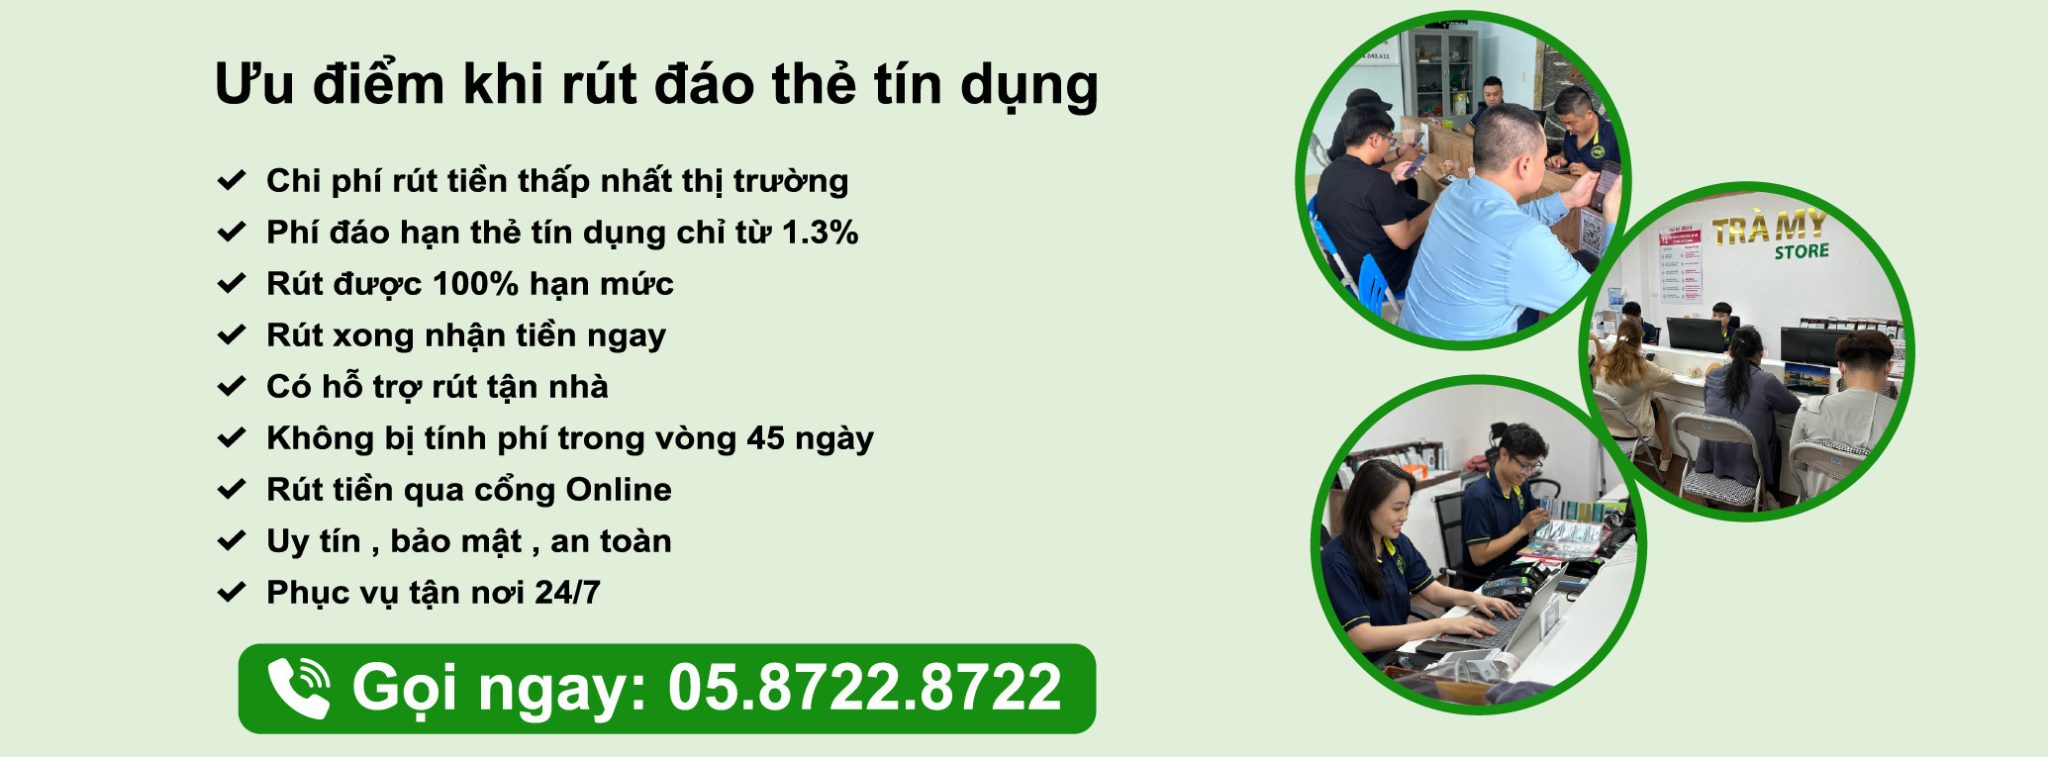 Ưu điểm khi rút đáo thẻ tín dụng
Chi phí rút tiền thấp nhất thị trường
Phí đáo hạn thẻ tín dụng chỉ từ 1.3%
Rút được 100% hạn mức
Rút xong nhận tiền ngay
Có hỗ trợ rút tận nhà
Không bị tính phí trong vòng 45 ngày
Rút tiền qua cổng Online
Uy tín , bảo mật , an toàn
Phục vụ tận nơi 24/7
Gọi ngay: 05.8722.8722
TRÀ MY
STORE